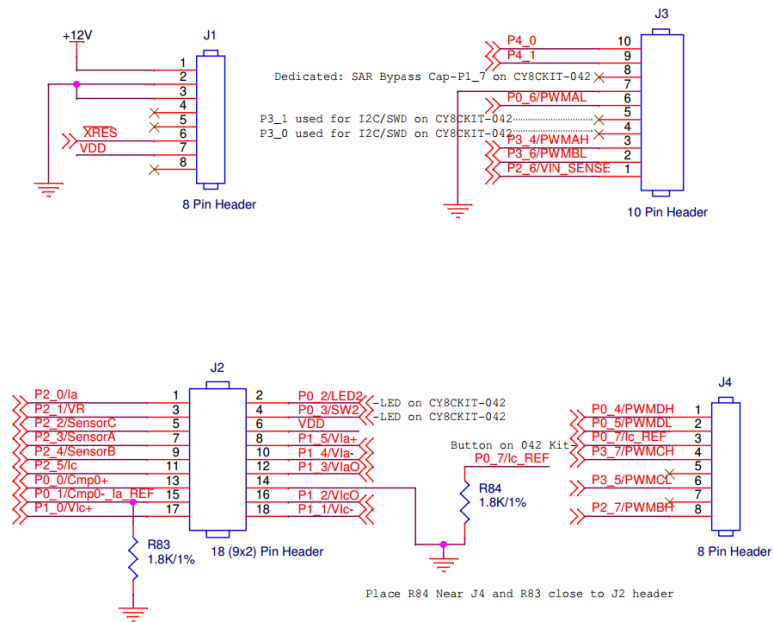 J1
+12V
1
2
3
4
5
XRES 6
VDD 7
8
8 Pin Header
J3
P4_0 10
P4_1 9
Dedicated: SAR Bypass Cap-P1_7 on CY8CKIT-042 8
7
P0_6/PWMAL 6
P3_1 used for I2C/SWD on CY8CKIT-042 5
P3_0 used for I2C/SWD on CY8CKIT-042 4
P3_4/PWMAH 3
P3_6/PWMBL 2
P2_6/VIN_SENSE 1
10 Pin Header
J2
P2_0/Ia 1 2 P0_2/LED2 -LED on CY8CKIT-042
P2_1/VR 3 4 P0_3/SW2 -LED on CY8CKIT-042
P2_2/SensorC 5 6 VDD
P2_3/SensorA 7 8 P1_5/VIa+
P2_4/SensorB 9 10 P1_4/VIa-
P2_5/Ic 11 12 P1_3/VIaO
P0_0/Cmp0+ 13 14
P0_1/Cmp0-_Ia_REF 15 16 P1_2/VIcO
P1_0/VIc+ 17 18 P1_1/VIc-
R83
1.8K/1%
18 (9x2) Pin Header
Button on 042 Kit-
P0_7/Ic_REF
R84
1.8K/1%
J4
P0_4/PWMDH 1
P0_5/PWMDL 2
P0_7/Ic_REF 3
P3_7/PWMCH 4
5
P3_5/PWMCL 6
7
P2_7/PWMBH 8
8 Pin Header
Place R84 Near J4 and R83 close to J2 header